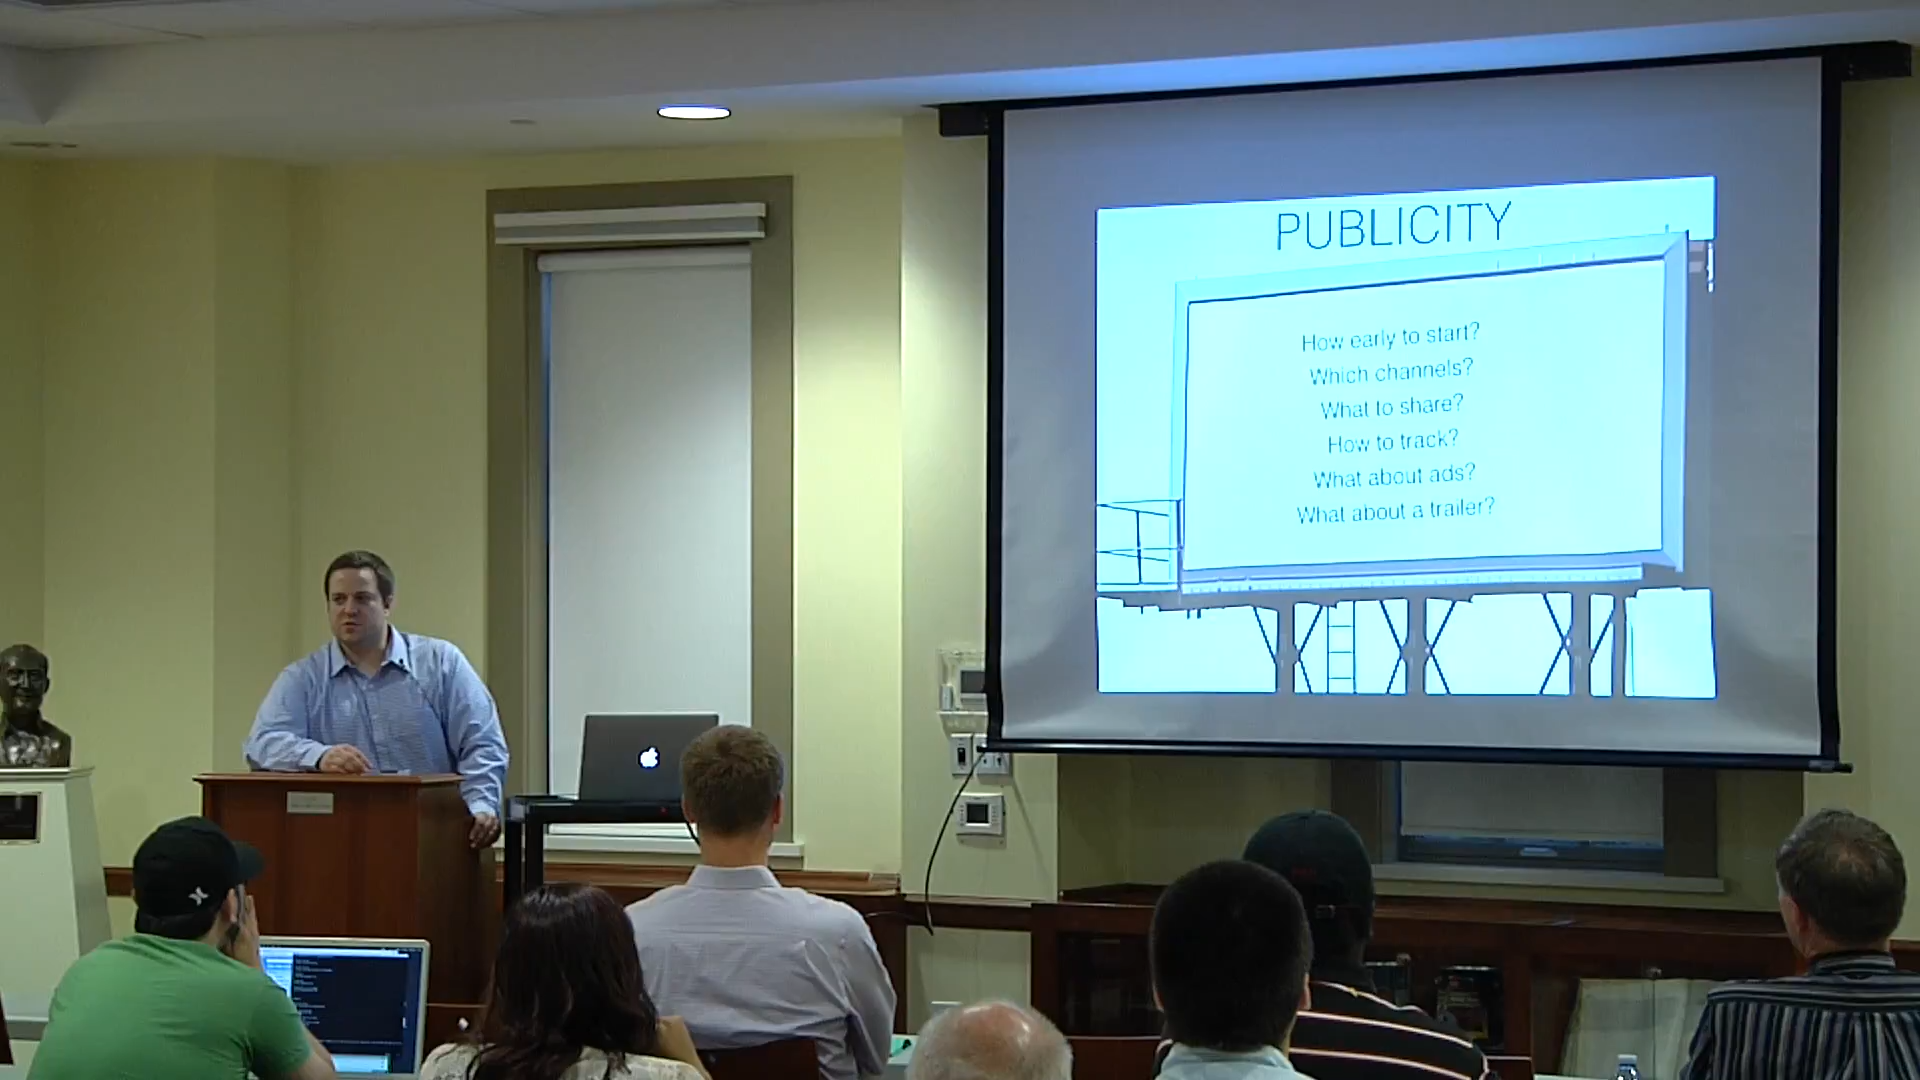 PUBLICITY
How early to start?
Which channels?
What to share?
How to track?
What about ads?
What about a trailer?